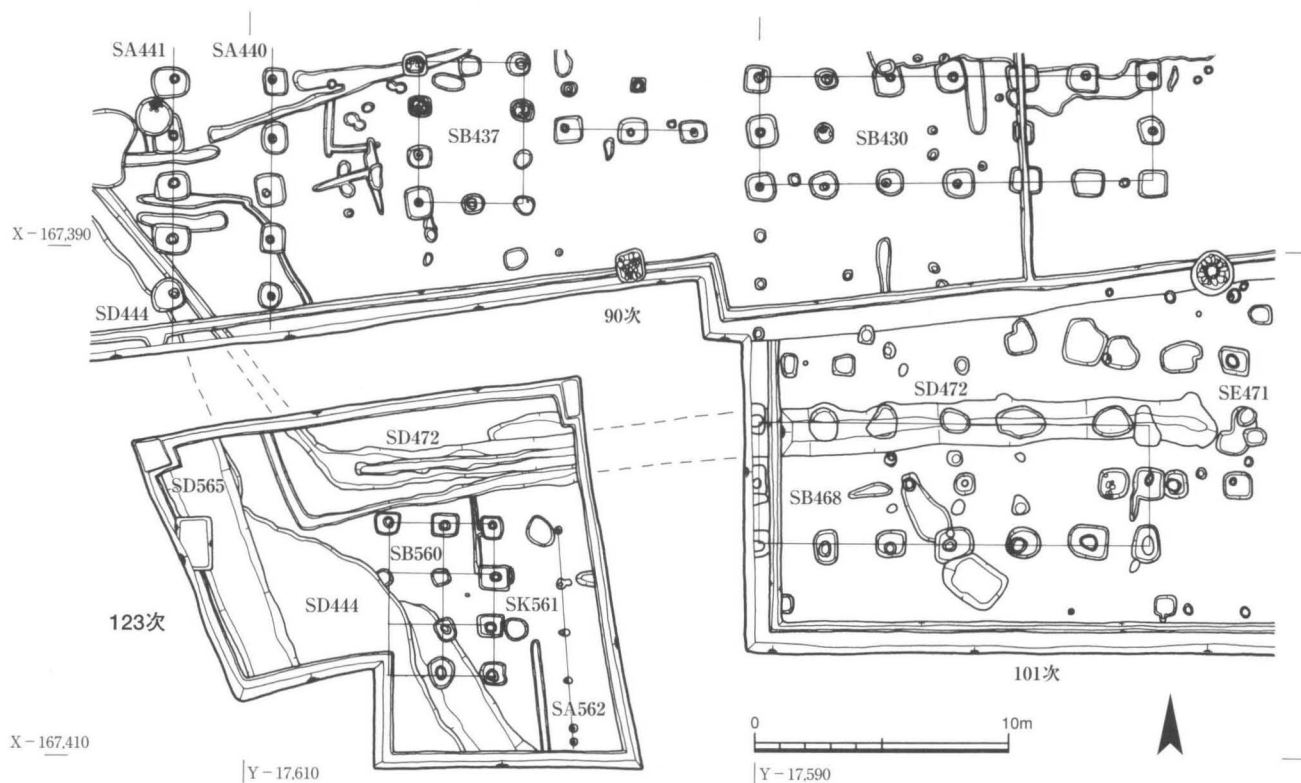 SA441
SA440
SB437
SB430
X－167,390
SD444
90次
SD472
SE471
SD472
SD565
SB468
SB560
SD444
SK561
123次
101次
SA562
0
10m
X－167,410
Y－17,610
Y－17,590